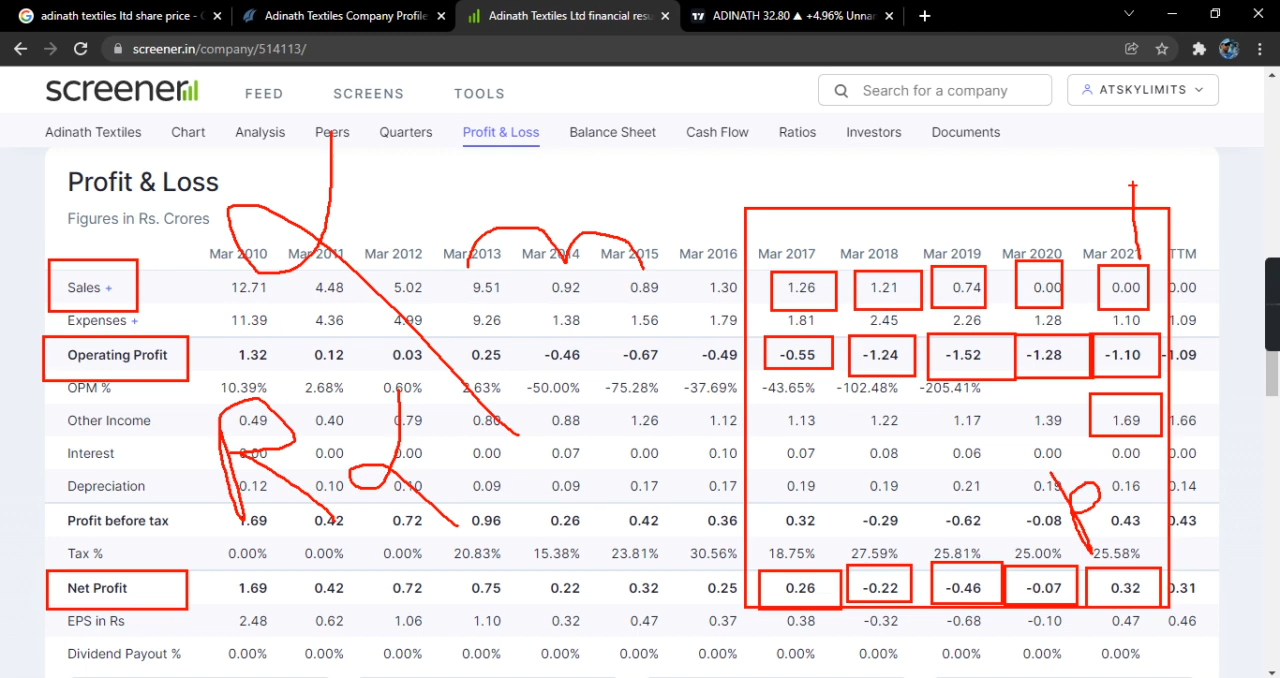 adinath textiles ltd share price -
Adinath Textiles Company Profile
Adinath Textiles Ltd financial resu
ADINATH 32.80 ▲ +4.96% Unnar
screener.in/company/514113/
screener
FEED SCREENS TOOLS
Search for a company
ATSKYLIMITS
Adinath Textiles Chart Analysis Peers Quarters Profit & Loss Balance Sheet Cash Flow Ratios Investors Documents
Profit & Loss
Figures in Rs. Crores
Mar 2010 Mar 2011 Mar 2012 Mar 2013 Mar 2014 Mar 2015 Mar 2016 Mar 2017 Mar 2018 Mar 2019 Mar 2020 Mar 2021 TTM
Sales + 12.71 4.48 5.02 9.51 0.92 0.89 1.30 1.26 1.21 0.74 0.00 0.00 0.00
Expenses + 11.39 4.36 4.99 9.26 1.38 1.56 1.79 1.81 2.45 2.26 1.28 1.10 1.09
Operating Profit 1.32 0.12 0.03 0.25 -0.46 -0.67 -0.49 -0.55 -1.24 -1.52 -1.28 -1.10 -1.09
OPM % 10.39% 2.68% 0.60% 2.63% -50.00% -75.28% -37.69% -43.65% -102.48% -205.41%
Other Income 0.49 0.40 0.79 0.80 0.88 1.26 1.12 1.13 1.22 1.17 1.39 1.69 1.66
Interest 0.00 0.00 0.00 0.00 0.07 0.00 0.10 0.07 0.08 0.06 0.00 0.00 0.00
Depreciation 0.12 0.10 0.10 0.09 0.09 0.17 0.17 0.19 0.19 0.21 0.19 0.16 0.14
Profit before tax 1.69 0.42 0.72 0.96 0.26 0.42 0.36 0.32 -0.29 -0.62 -0.08 0.43 0.43
Tax % 0.00% 0.00% 0.00% 20.83% 15.38% 23.81% 30.56% 18.75% 27.59% 25.81% 25.00% 25.58%
Net Profit 1.69 0.42 0.72 0.75 0.22 0.32 0.25 0.26 -0.22 -0.46 -0.07 0.32 0.31
EPS in Rs 2.48 0.62 1.06 1.10 0.32 0.47 0.37 0.38 -0.32 -0.68 -0.10 0.47 0.46
Dividend Payout % 0.00% 0.00% 0.00% 0.00% 0.00% 0.00% 0.00% 0.00% 0.00% 0.00% 0.00% 0.00%